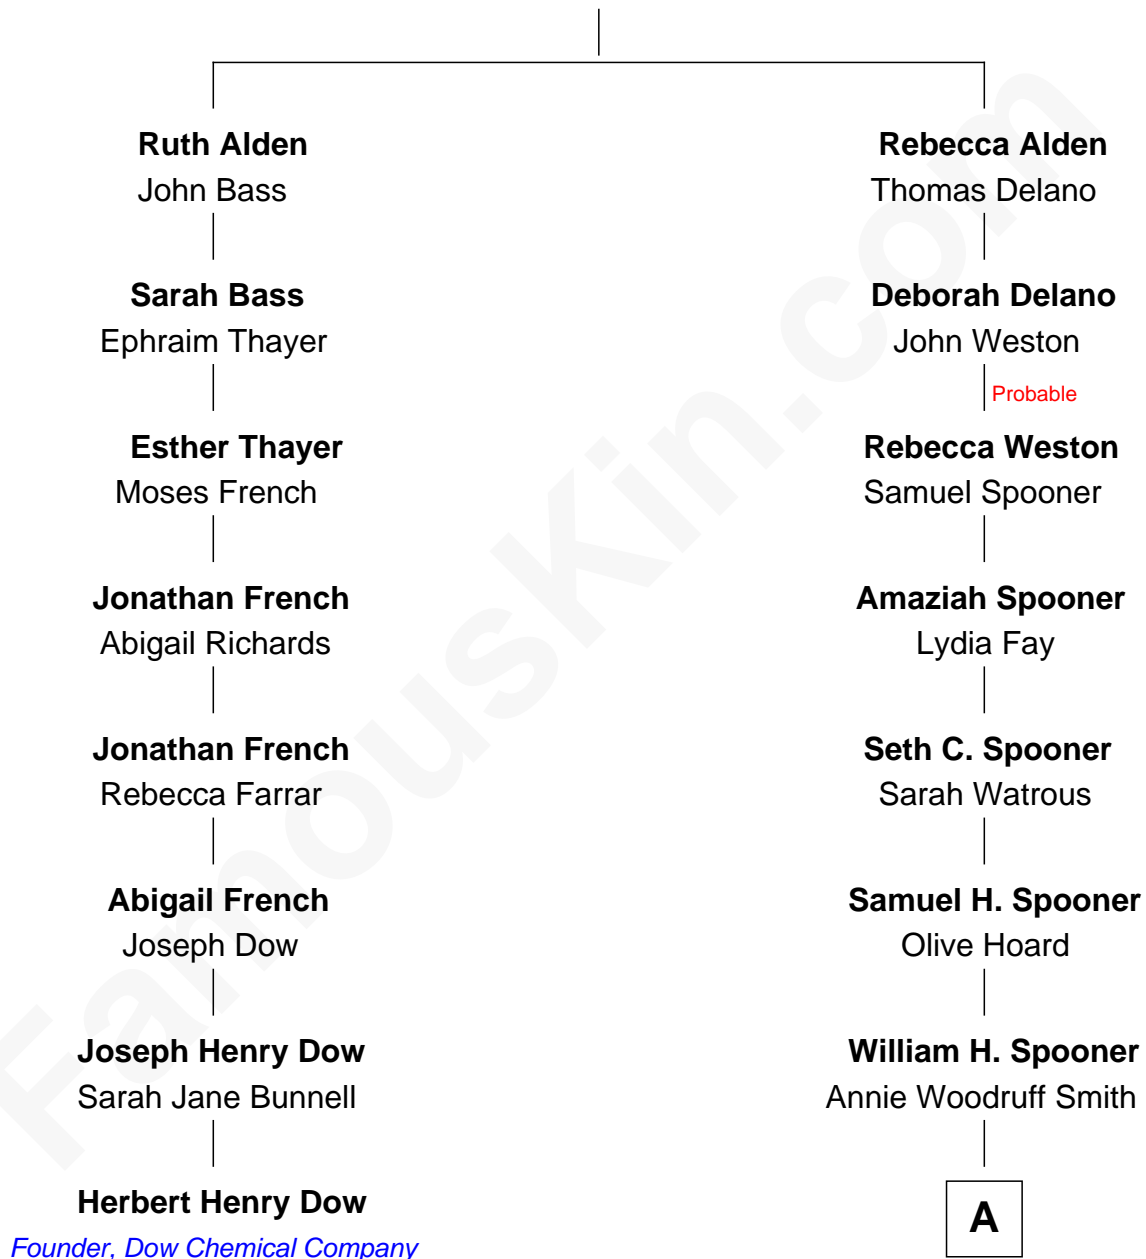 Ruth Alden
John Bass
Rebecca Alden
Thomas Delano
Sarah Bass
Ephraim Thayer
Deborah Delano
John Weston
Probable
Esther Thayer
Moses French
Rebecca Weston
Samuel Spooner
Jonathan French
Abigail Richards
Amaziah Spooner
Lydia Fay
Jonathan French
Rebecca Farrar
Seth C. Spooner
Sarah Watrous
Abigail French
Joseph Dow
Samuel H. Spooner
Olive Hoard
Joseph Henry Dow
Sarah Jane Bunnell
William H. Spooner
Annie Woodruff Smith
Herbert Henry Dow
Founder, Dow Chemical Company
A
FamousKin.com